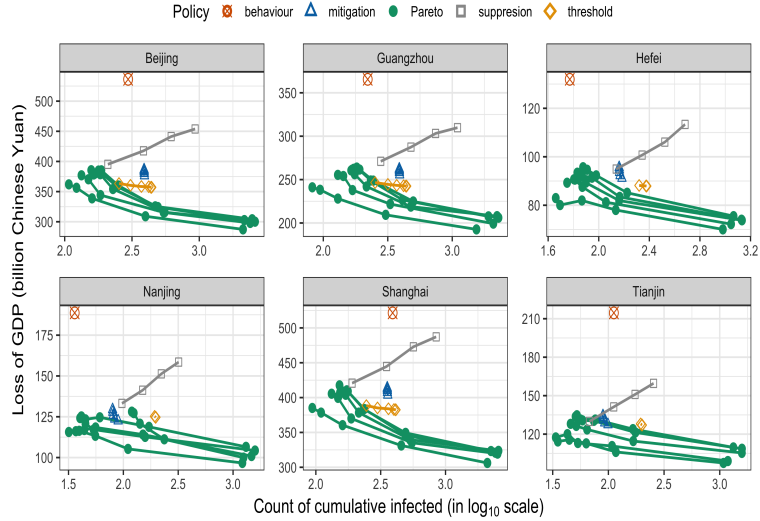 Policy behaviour mitigation Pareto suppresion threshold
Beijing Guangzhou Hefei
500
450
400
350
300
350
300
250
200
120
100
80
2.0 2.5 3.0
2.0 2.5 3.0
1.6 2.0 2.4 2.8 3.2
Nanjing Shanghai Tianjin
175
150
125
100
500
450
400
350
300
210
180
150
120
1.5 2.0 2.5 3.0
2.0 2.5 3.0
1.5 2.0 2.5 3.0
Loss of GDP (billion Chinese Yuan)
Count of cumulative infected (in log10 scale)